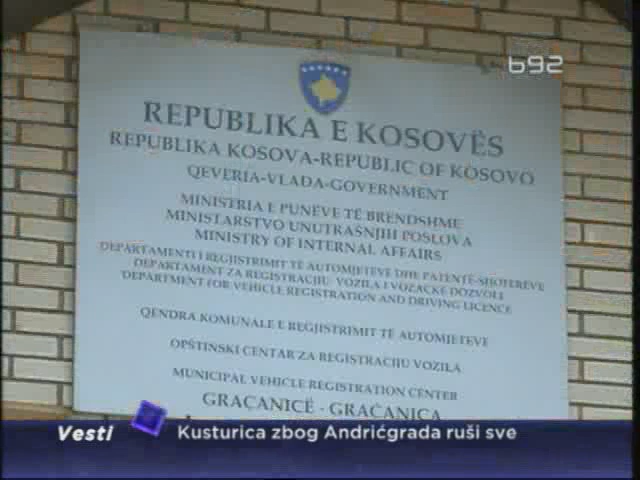 b92
REPUBLIKA E KOSOVËS
REPUBLIKA KOSOVA-REPUBLIC OF KOSOVO
QEVERIA-VLADA-GOVERNMENT
MINISTRIA E PUNËVE TË BRENDSHME
MINISTARSTVO UNUTRAŠNJIH POSLOVA
MINISTRY OF INTERNAL AFFAIRS
DEPARTAMENTI I REGJISTRIMIT TË AUTOMJETEVE DHE PATENTË-SHOFERËVE
DEPARTAMENT ZA REGISTRACIJU VOZILA I VOZAČKE DOZVOLE
DEPARTMENT FOR VEHICLE REGISTRATION AND DRIVING LICENCE
QENDRA KOMUNALE E REGJISTRIMIT TË AUTOMJETEVE
OPŠTINSKI CENTAR ZA REGISTRACIJU VOZILA
MUNICIPAL VEHICLE REGISTRATION CENTER
GRAÇANICË - GRAČANICA
Vesti
Kusturica zbog Andrićgrada ruši sve